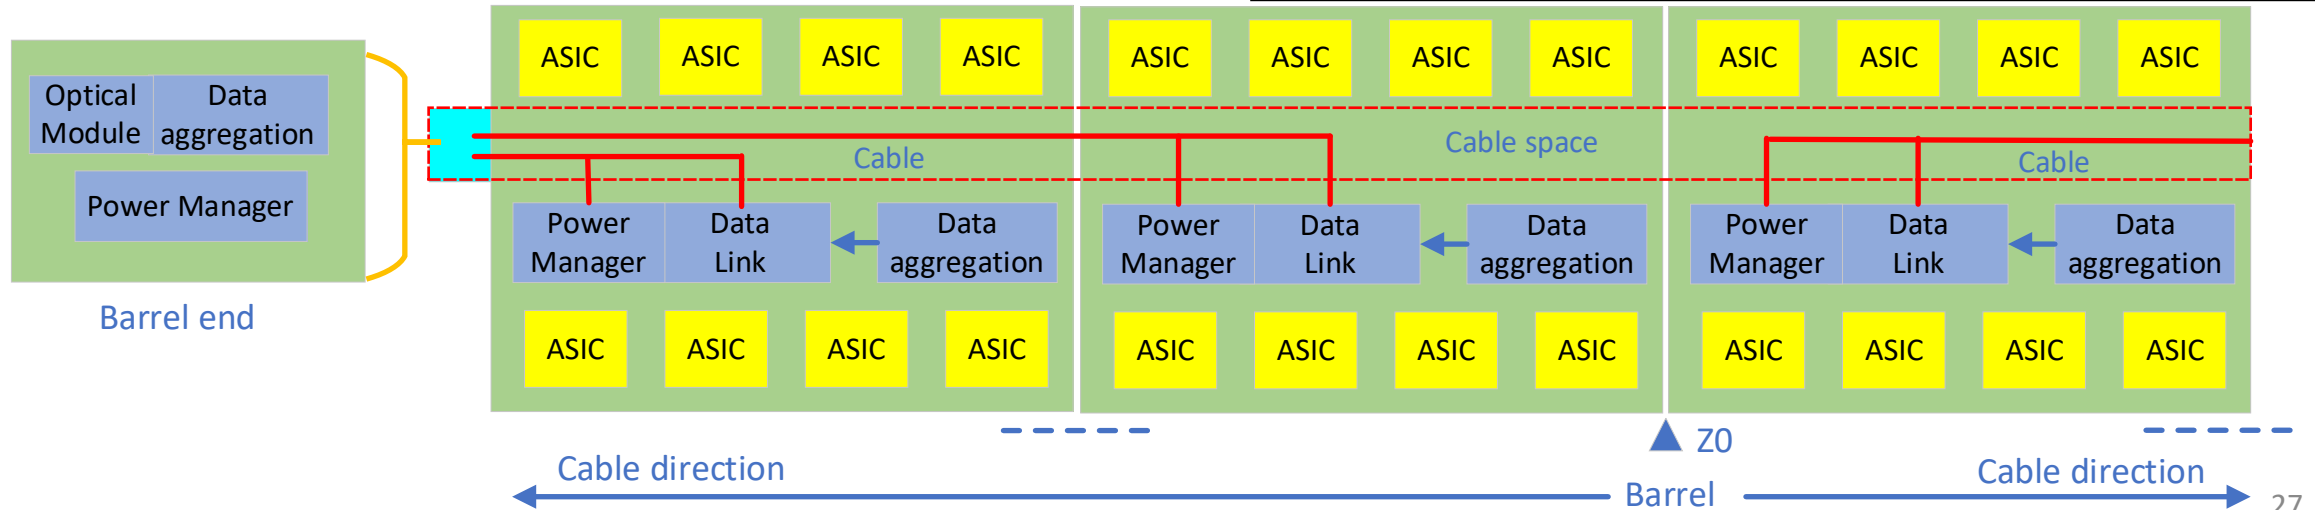 ASIC ASIC ASIC ASIC ASIC ASIC ASIC ASIC ASIC ASIC ASIC ASIC
Optical
Module
Data
aggregation
Power Manager
Barrel end
Cable
Cable space
Cable
Power
Manager
Data
Link
Data
aggregation
Power
Manager
Data
Link
Data
aggregation
Power
Manager
Data
Link
Data
aggregation
ASIC ASIC ASIC ASIC ASIC ASIC ASIC ASIC ASIC ASIC ASIC ASIC
Z0
Cable direction
Barrel
Cable direction
27